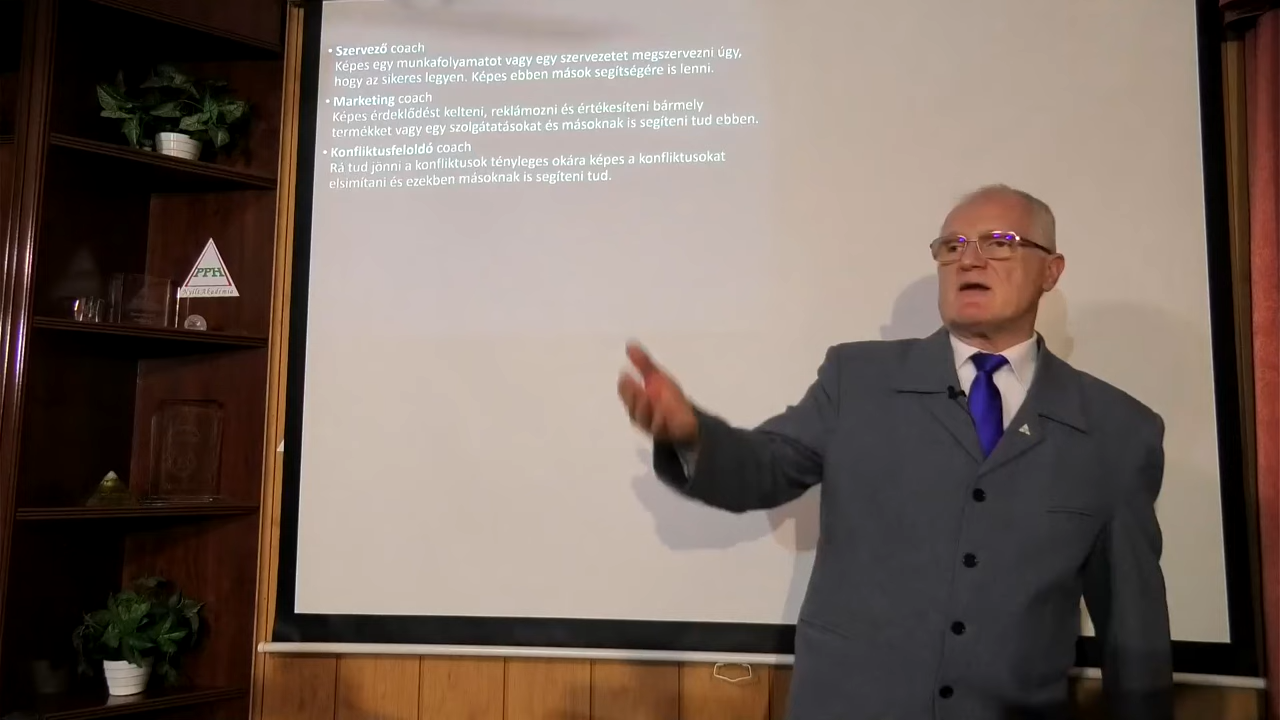 • Szervező coach
Képes egy munkafolyamatot vagy egy szervezetet megszervezni úgy,
hogy az sikeres legyen. Képes ebben mások segítségére is lenni.
• Marketing coach
Képes érdeklődést kelteni, reklámozni és értékesíteni bármely
termékket vagy egy szolgátatásokat és másoknak is segíteni tud ebben.
• Konfliktusfeloldó coach
Rá tud jönni a konfliktusok tényleges okára képes a konfliktusokat
elsimítani és ezekben másoknak is segíteni tud.
PPH
Nyílt Akadémia